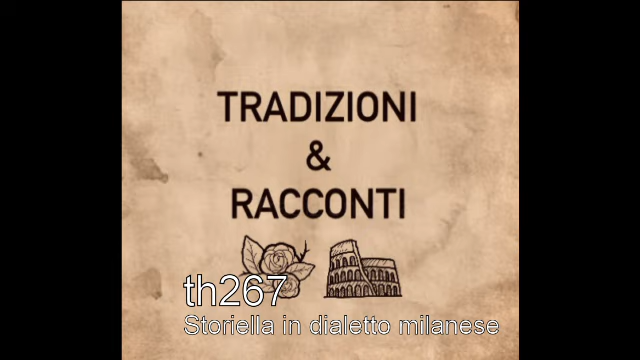 TRADIZIONI
&
RACCONTI
th267
Storiella in dialetto milanese